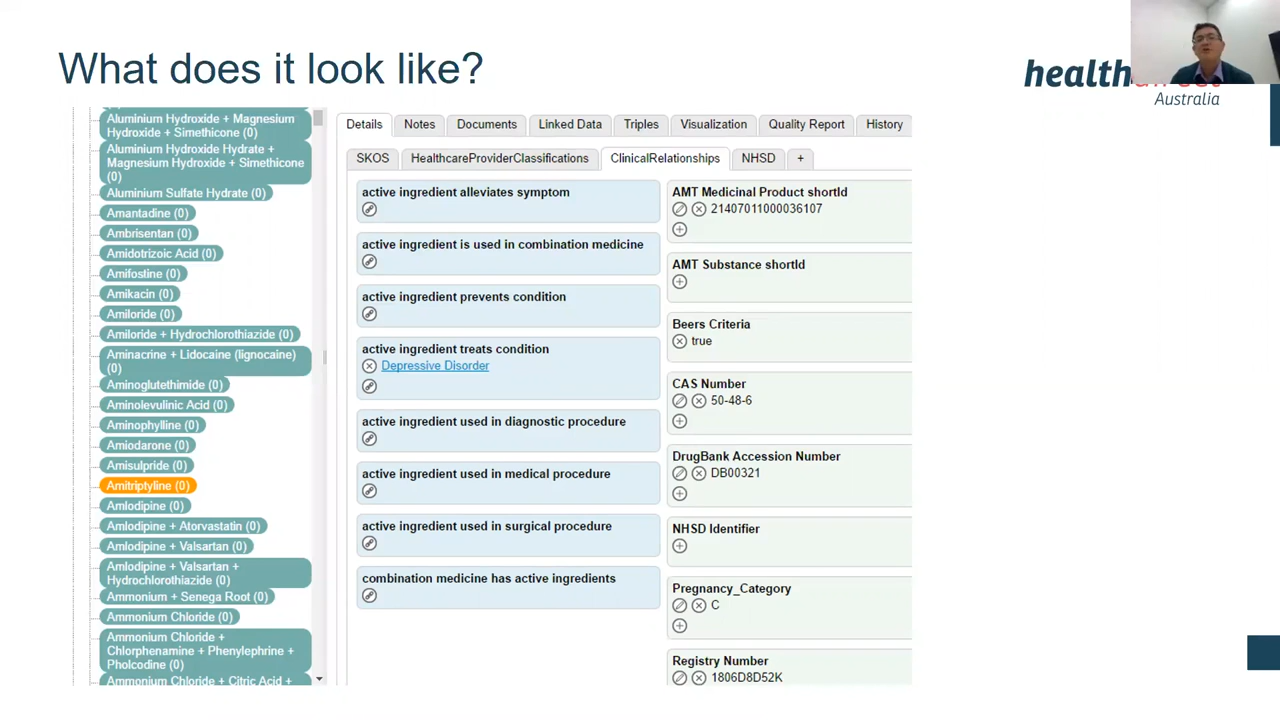 What does it look like?
health
Australia
Aluminium Hydroxide + Magnesium
Hydroxide + Simethicone (0)
Aluminium Hydroxide Hydrate +
Magnesium Hydroxide + Simethicone
(0)
Aluminium Sulfate Hydrate (0)
Amantadine (0)
Ambrisentan (0)
Amidotrizoic Acid (0)
Amifostine (0)
Amikacin (0)
Amiloride (0)
Amiloride + Hydrochlorothiazide (0)
Aminacrine + Lidocaine (lignocaine)
(0)
Aminoglutethimide (0)
Aminolevulinic Acid (0)
Aminophylline (0)
Amiodarone (0)
Amisulpride (0)
Amitriptyline (0)
Amlodipine (0)
Amlodipine + Atorvastatin (0)
Amlodipine + Valsartan (0)
Amlodipine + Valsartan +
Hydrochlorothiazide (0)
Ammonium + Senega Root (0)
Ammonium Chloride (0)
Ammonium Chloride +
Chlorphenamine + Phenylephrine +
Pholcodine (0)
Ammonium Chloride + Citric Acid +
Details Notes Documents Linked Data Triples Visualization Quality Report History
SKOS HealthcareProviderClassifications ClinicalRelationships NHSD +
active ingredient alleviates symptom
active ingredient is used in combination medicine
active ingredient prevents condition
active ingredient treats condition
Depressive Disorder
active ingredient used in diagnostic procedure
active ingredient used in medical procedure
active ingredient used in surgical procedure
combination medicine has active ingredients
AMT Medicinal Product shortId
21407011000036107
AMT Substance shortId
Beers Criteria
true
CAS Number
50-48-6
DrugBank Accession Number
DB00321
NHSD Identifier
Pregnancy_Category
C
Registry Number
1806D8D52K